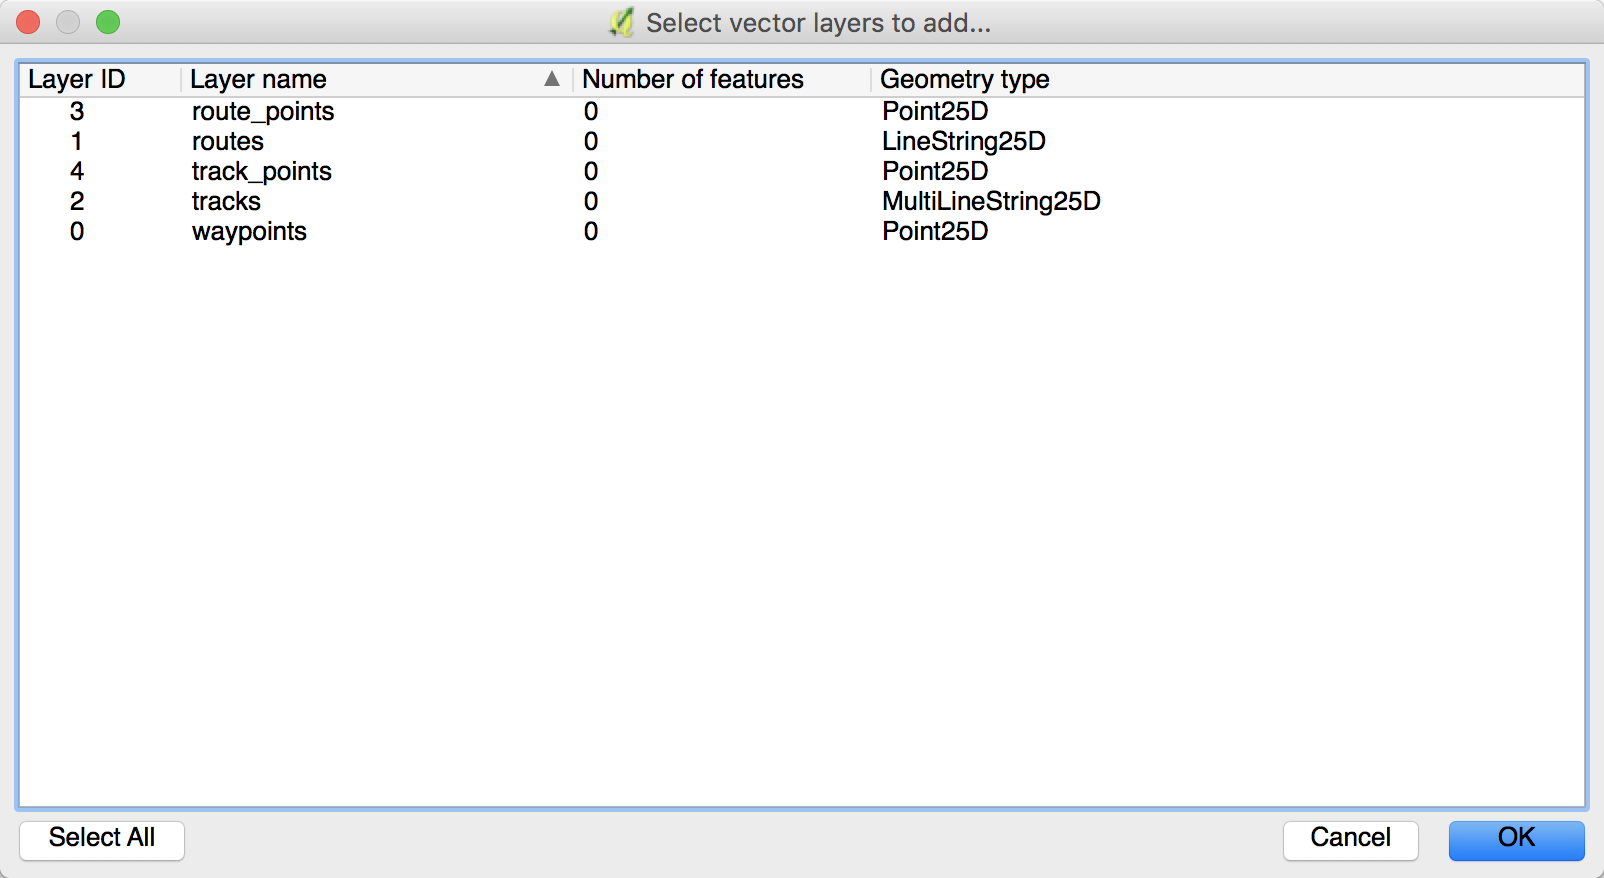 Select vector layers to add...
Layer ID Layer name Number of features Geometry type
3 route_points 0 Point25D
1 routes 0 LineString25D
4 track_points 0 Point25D
2 tracks 0 MultiLineString25D
0 waypoints 0 Point25D
Select All Cancel OK